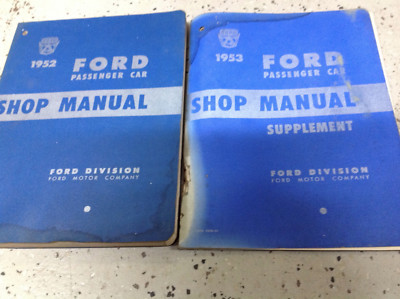 1952 FORD
PASSENGER CAR
SHOP MANUAL
FORD DIVISION
FORD MOTOR COMPANY
1953 FORD
PASSENGER CAR
SHOP MANUAL
SUPPLEMENT
FORD DIVISION
FORD MOTOR COMPANY